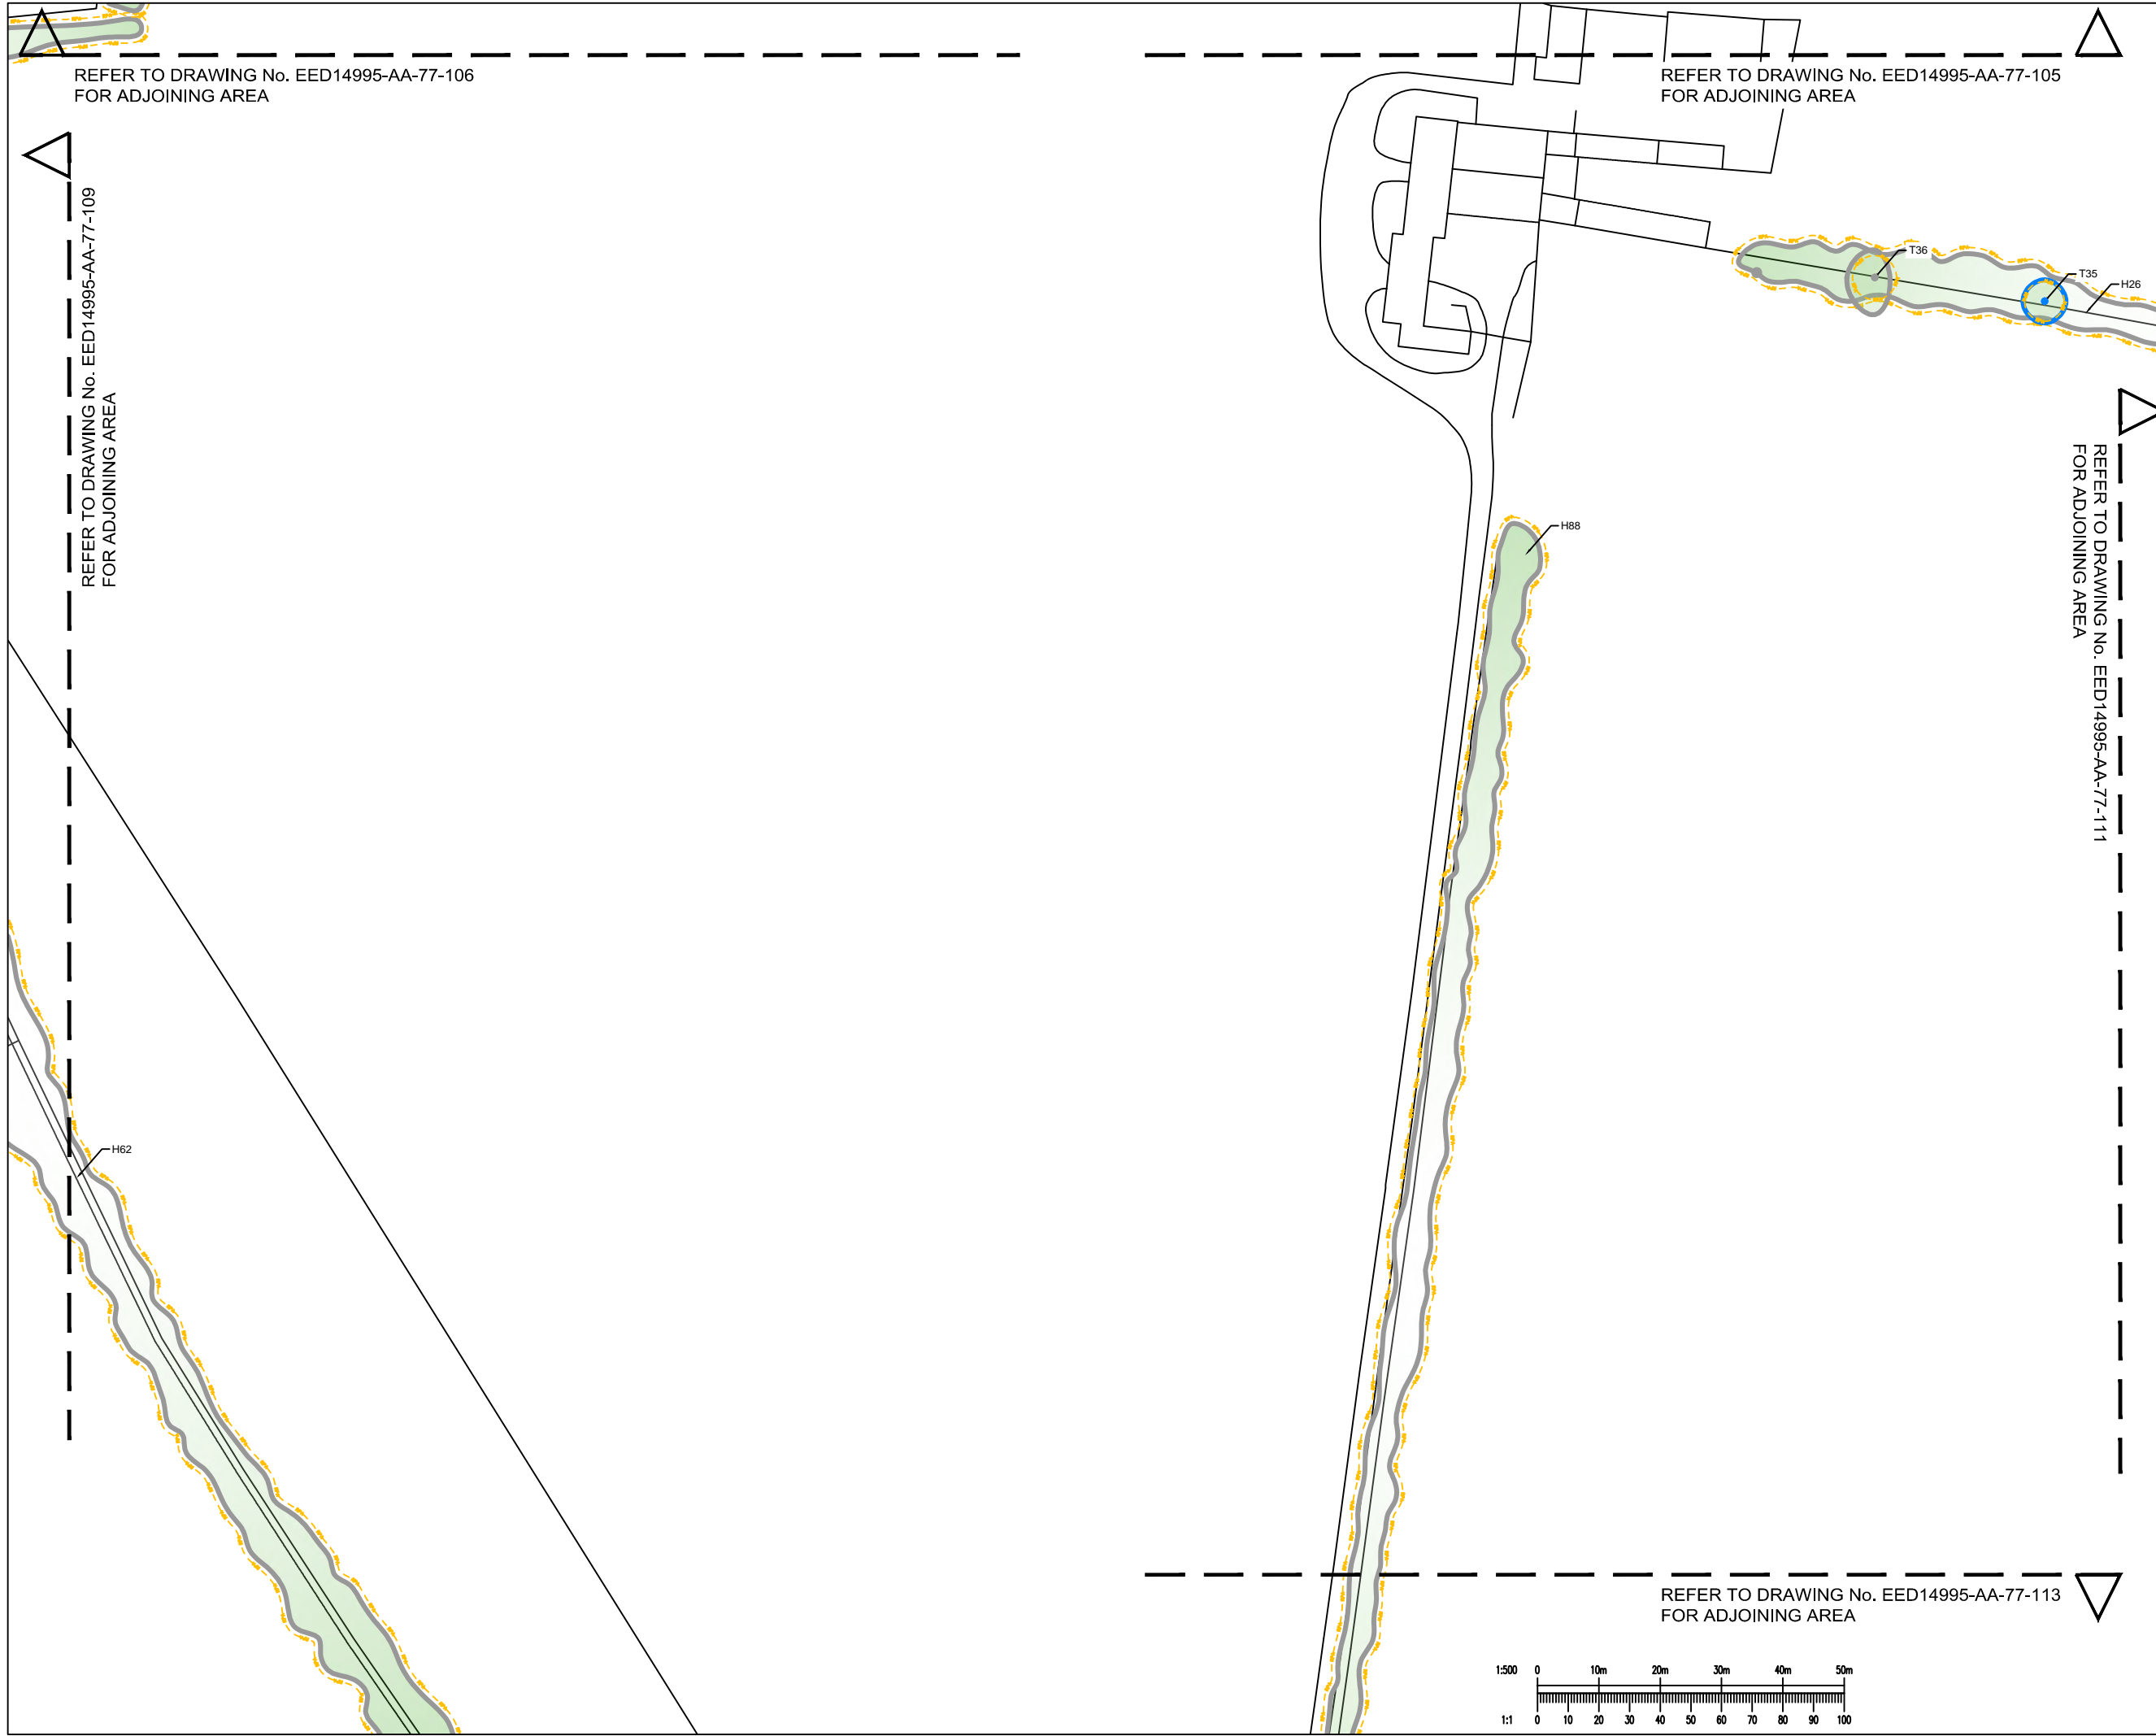 REFER TO DRAWING No. EED14995-AA-77-106
FOR ADJOINING AREA
REFER TO DRAWING No. EED14995-AA-77-105
FOR ADJOINING AREA
REFER TO DRAWING No. EED14995-AA-77-109
FOR ADJOINING AREA
T36
T35
H26
REFER TO DRAWING No. EED14995-AA-77-111
FOR ADJOINING AREA
H88
H62
REFER TO DRAWING No. EED14995-AA-77-113
FOR ADJOINING AREA
1:500 0 10m 20m 30m 40m 50m
1:1 0 10 20 30 40 50 60 70 80 90 100